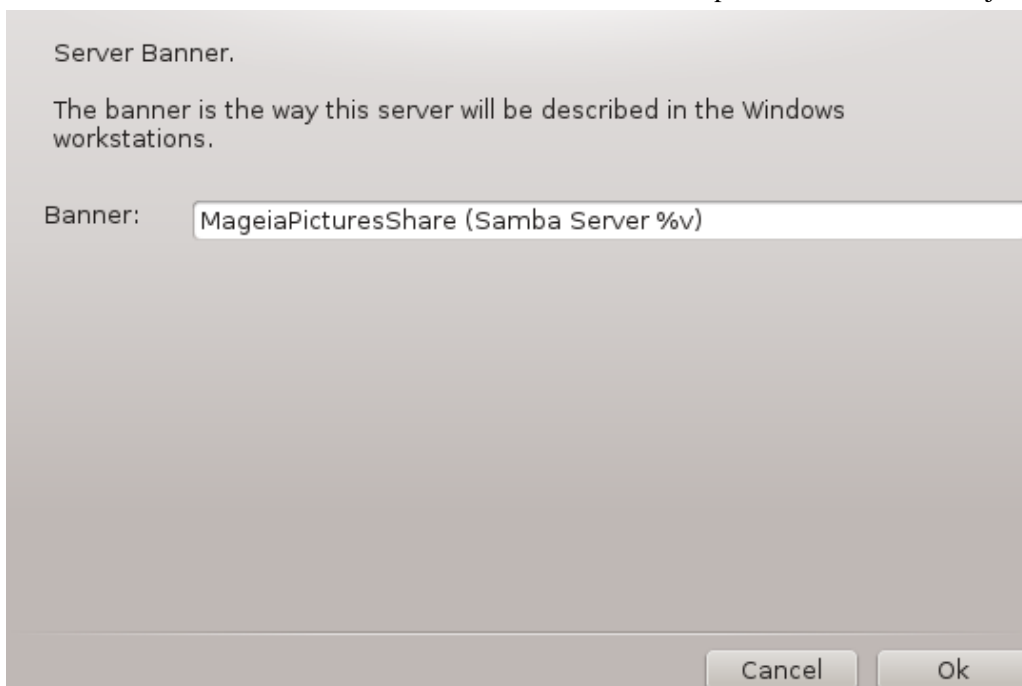 Server Banner.
The banner is the way this server will be described in the Windows
workstations.
Banner: MageiaPicturesShare (Samba Server %v)
Cancel Ok